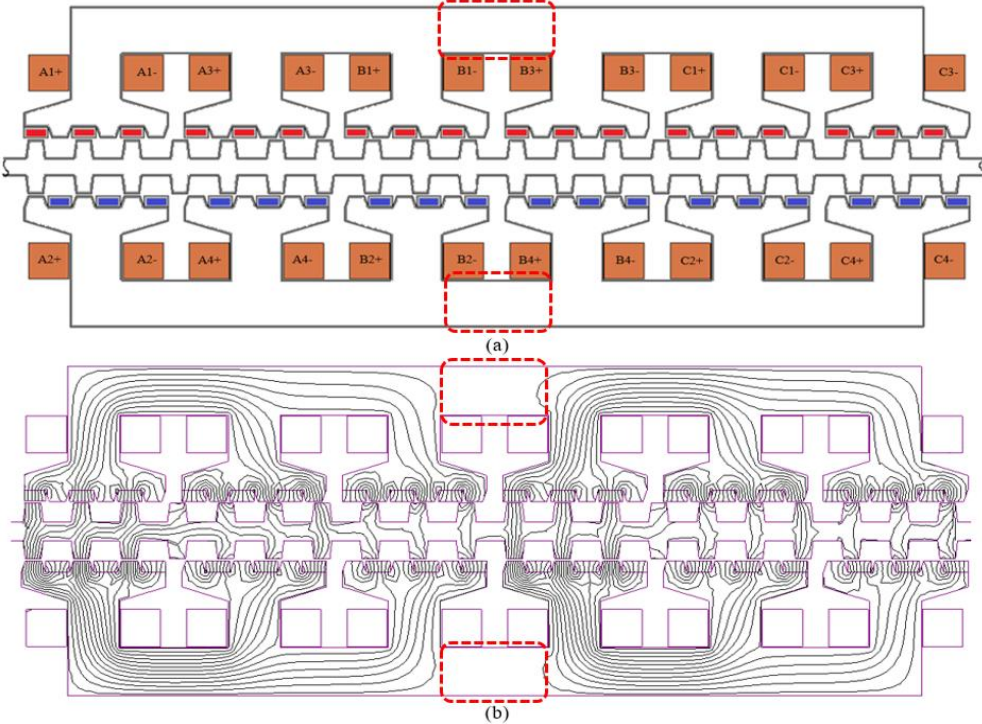 A1+ A1- A3+ A3- B1+ B1- B3+ B3- C1+ C1- C3+ C3-
A2+ A2- A4+ A4- B2+ B2- B4+ B4- C2+ C2- C4+ C4-
(a)
(b)